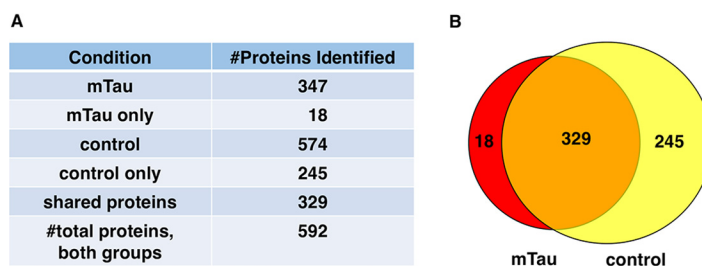 A
Condition #Proteins Identified
mTau 347
mTau only 18
control 574
control only 245
shared proteins 329
#total proteins, 592
both groups
B
18 329 245
mTau control